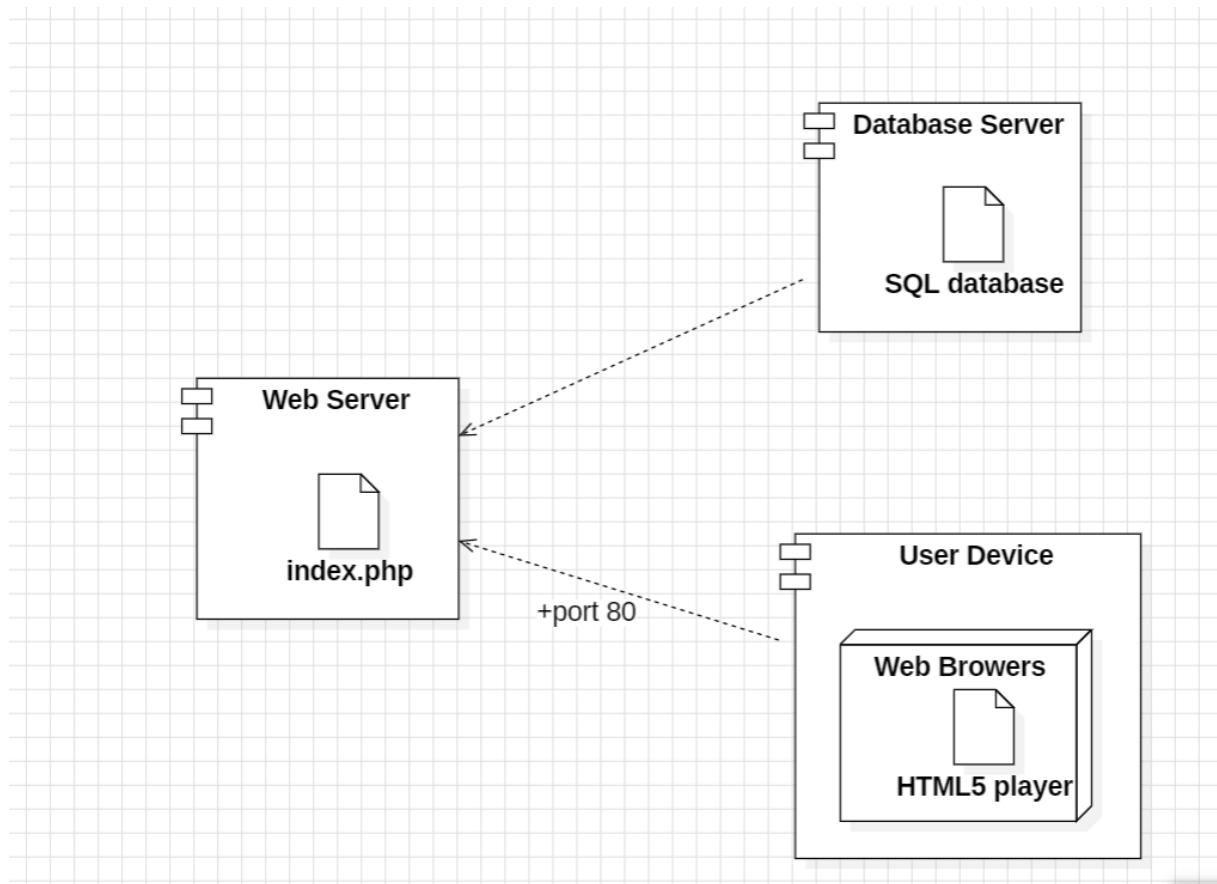 Database Server
SQL database
Web Server
index.php
+port 80
User Device
Web Browers
HTML5 player